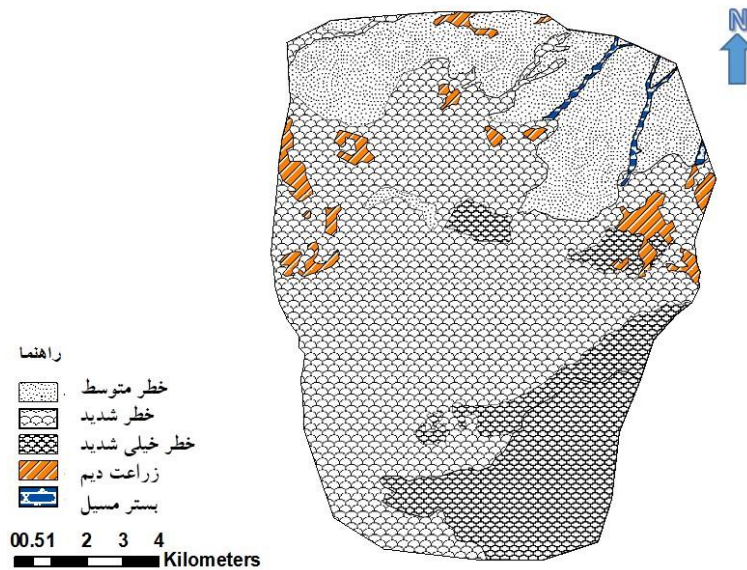 N
راهنما
خطر متوسط
خطر شدید
خطر خیلی شدید
زراعت دیم
بستر مسیل
00.51 2 3 4
Kilometers